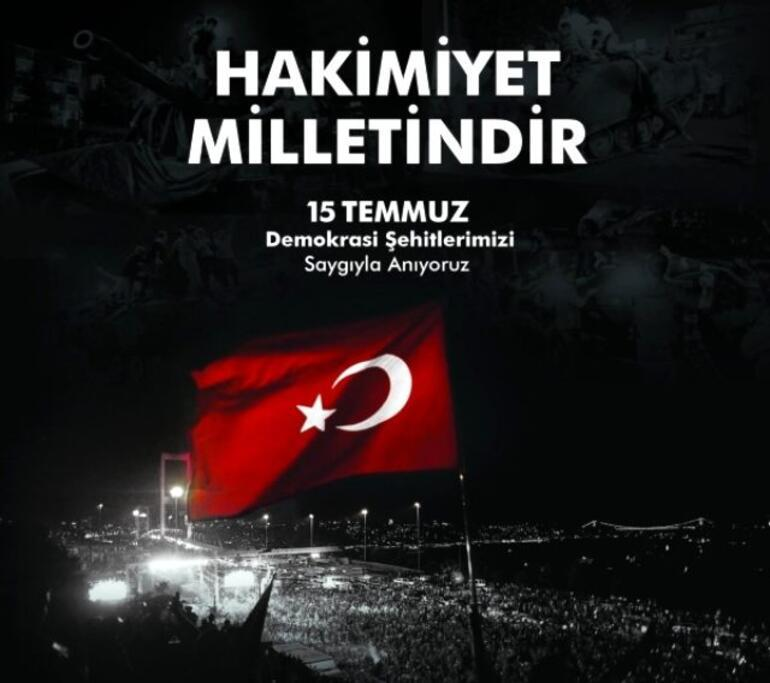 HAKİMİYET
MİLLETİNDİR
15 TEMMUZ
Demokrasi Şehitlerimizi
Saygıyla Anıyoruz